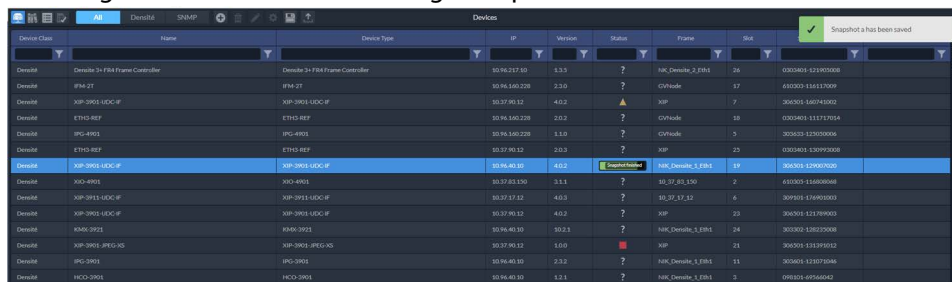 All Densité SNMP Devices
Snapshot a has been saved
Device Class Name Device Type IP Version Status Frame Slot
Densité Densite 3+ FR4 Frame Controller Densite 3+ FR4 Frame Controller 10.96.217.10 1.3.5 ? NK_Densite_2_Eth1 26 0303401-121905008
Densité IFM-2T IFM-2T 10.96.160.228 2.3.0 ? GVNode 17 610303-116117009
Densité XIP-3901-UDC-IF XIP-3901-UDC-IF 10.37.90.12 4.0.2 XIP 7 306501-160741002
Densité ETH3-REF ETH3-REF 10.96.160.228 2.0.2 ? GVNode 18 0303401-111717014
Densité IPG-4901 IPG-4901 10.96.160.228 1.1.0 ? GVNode 5 303633-125030006
Densité ETH3-REF ETH3-REF 10.37.90.12 2.0.3 ? XIP 25 0303401-130993008
Densité XIP-3901-UDC-IF XIP-3901-UDC-IF 10.96.40.10 4.0.2 Snapshot finished NK_Densite_1_Eth1 19 306501-129007020
Densité XIO-4901 XIO-4901 10.37.83.150 3.1.1 ? 10_37_83_150 2 610305-116808068
Densité XIP-3911-UDC-IF XIP-3911-UDC-IF 10.37.17.12 4.0.3 ? 10_37_17_12 6 309101-176901003
Densité XIP-3901-UDC-IF XIP-3901-UDC-IF 10.37.90.12 4.0.2 ? XIP 23 306501-121789003
Densité KMX-3921 KMX-3921 10.96.40.10 10.2.1 ? NK_Densite_1_Eth1 24 303302-128235008
Densité XIP-3901-JPEG-XS XIP-3901-JPEG-XS 10.37.90.12 1.0.0 XIP 21 306501-131391012
Densité IPG-3901 IPG-3901 10.96.40.10 2.3.2 ? NK_Densite_1_Eth1 11 303601-121071046
Densité HCO-3901 HCO-3901 10.96.40.10 1.2.1 ? NK_Densite_1_Eth1 3 098101-69566042